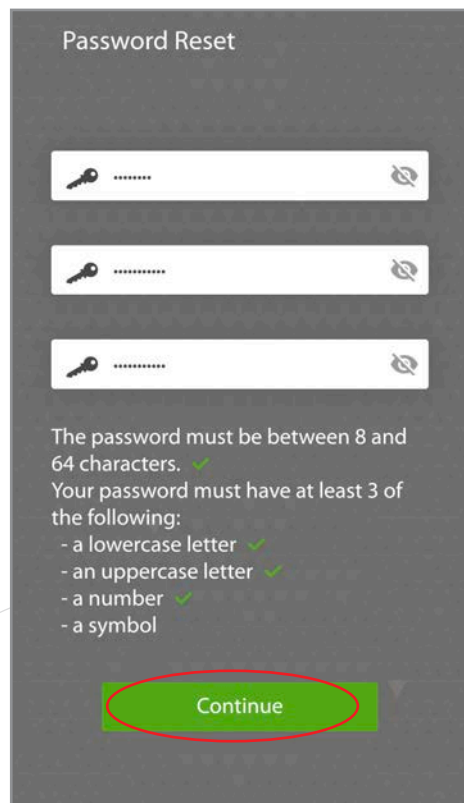 Password Reset
••••••••
•••••••••••
•••••••••••
The password must be between 8 and
64 characters.
Your password must have at least 3 of
the following:
- a lowercase letter
- an uppercase letter
- a number
- a symbol
Continue